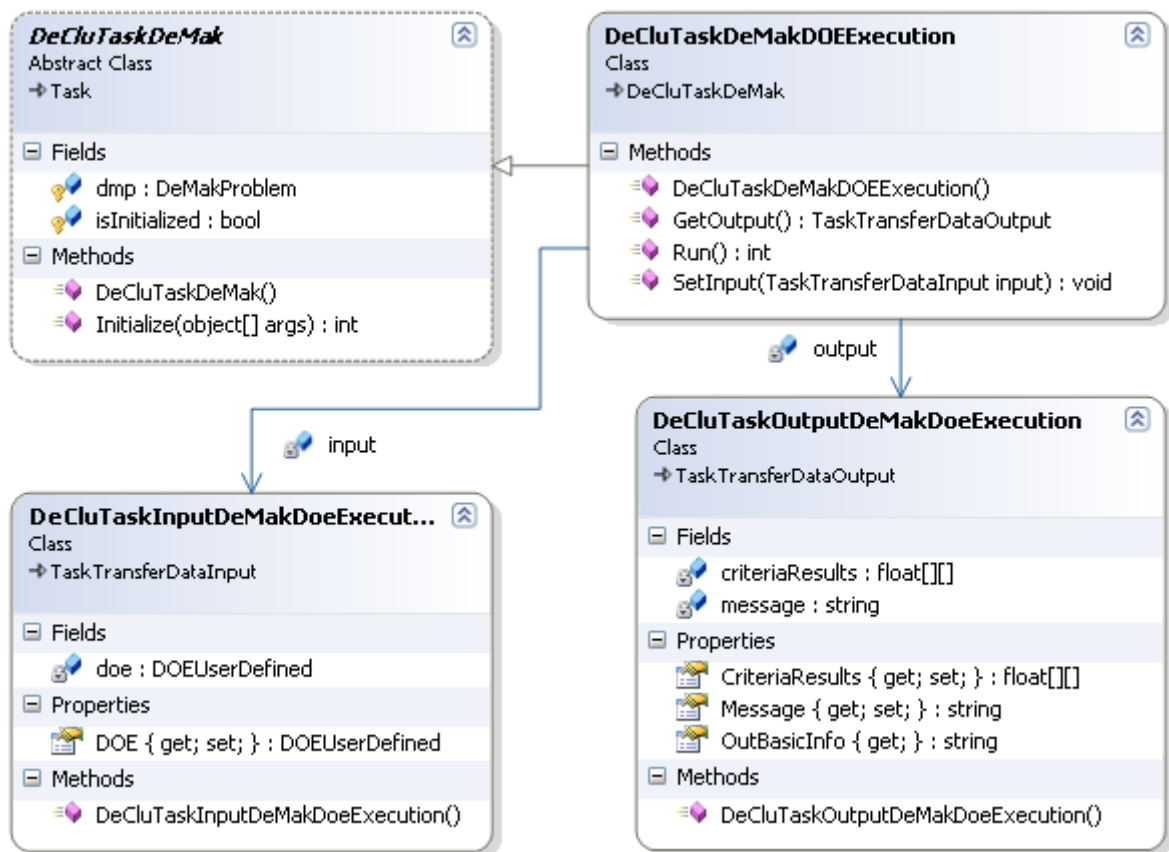 DeCluTaskDeMak
Abstract Class
Task
Fields
dmp : DeMakProblem
isInitialized : bool
Methods
DeCluTaskDeMak()
Initialize(object[] args) : int
DeCluTaskDeMakDOEExecution
Class
DeCluTaskDeMak
Methods
DeCluTaskDeMakDOEExecution()
GetOutput() : TaskTransferDataOutput
Run() : int
SetInput(TaskTransferDataInput input) : void
output
input
DeCluTaskInputDeMakDoeExecut...
Class
TaskTransferDataInput
Fields
doe : DOEUserDefined
Properties
DOE { get; set; } : DOEUserDefined
Methods
DeCluTaskInputDeMakDoeExecution()
DeCluTaskOutputDeMakDoeExecution
Class
TaskTransferDataOutput
Fields
criteriaResults : float[][]
message : string
Properties
CriteriaResults { get; set; } : float[][]
Message { get; set; } : string
OutBasicInfo { get; } : string
Methods
DeCluTaskOutputDeMakDoeExecution()